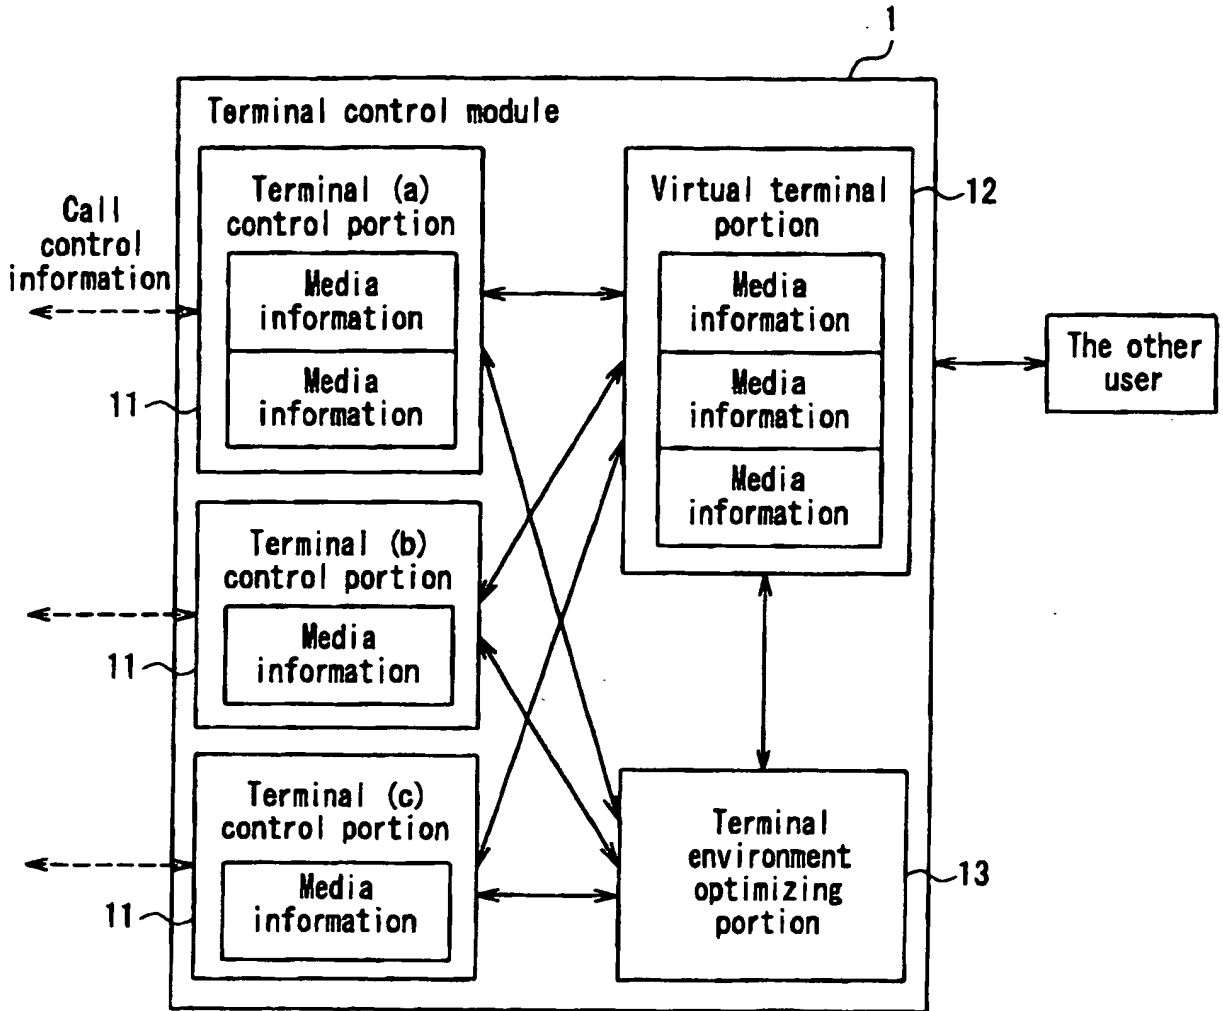 1
Terminal control module
Call
control
information
Terminal (a)
control portion
Media
information
Media
information
11
Virtual terminal
portion
12
Media
information
Media
information
Media
information
The other
user
Terminal (b)
control portion
Media
information
11
Terminal (c)
control portion
Media
information
11
Terminal
environment
optimizing
portion
13